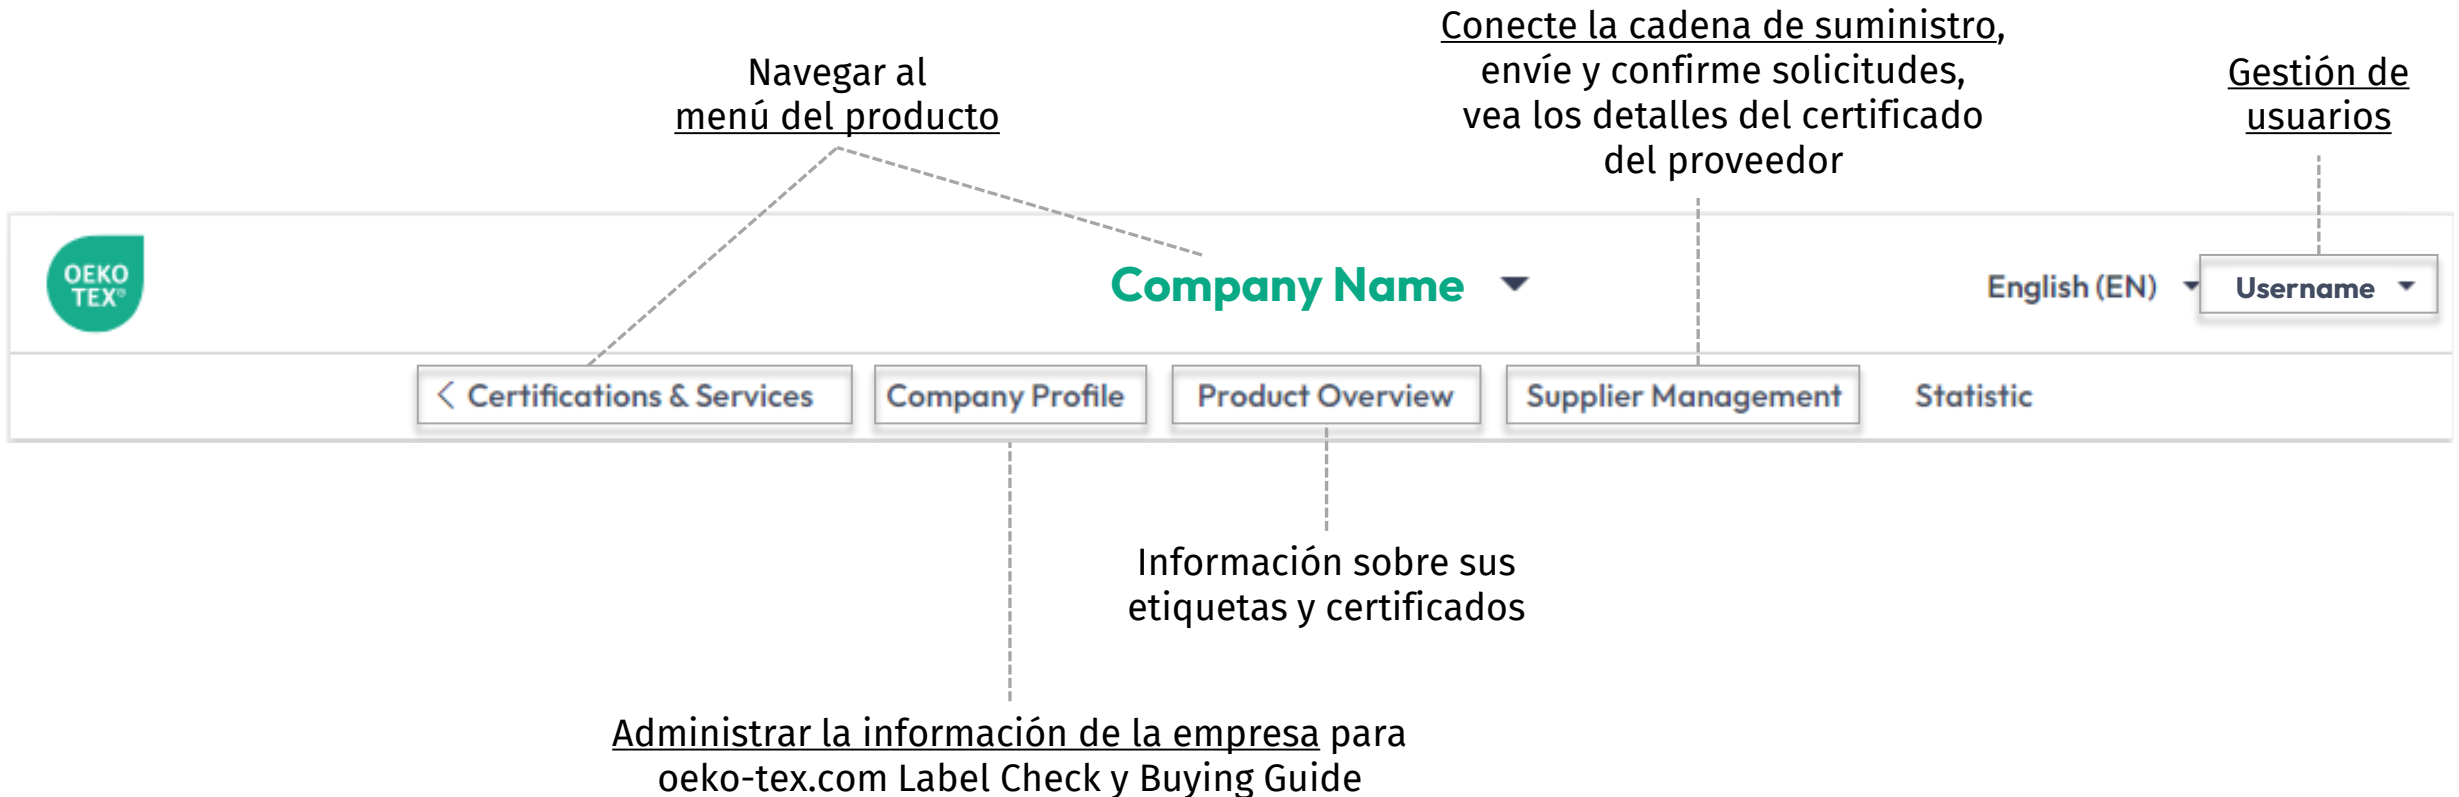 Conecte la cadena de suministro,
envíe y confirme solicitudes,
vea los detalles del certificado
del proveedor
Navegar al
menú del producto
Gestión de
usuarios
OEKO
TEX®
Company Name
English (EN)
Username
< Certifications & Services
Company Profile
Product Overview
Supplier Management
Statistic
Información sobre sus
etiquetas y certificados
Administrar la información de la empresa para
oeko-tex.com Label Check y Buying Guide